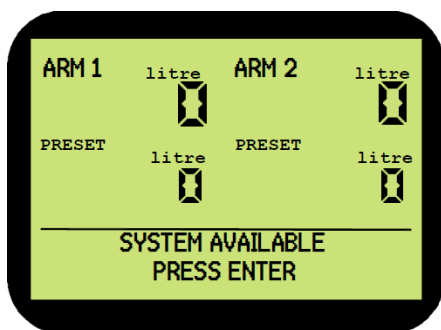 ARM 1 litre ARM 2 litre
0 0
PRESET litre PRESET litre
0 0
SYSTEM AVAILABLE
PRESS ENTER